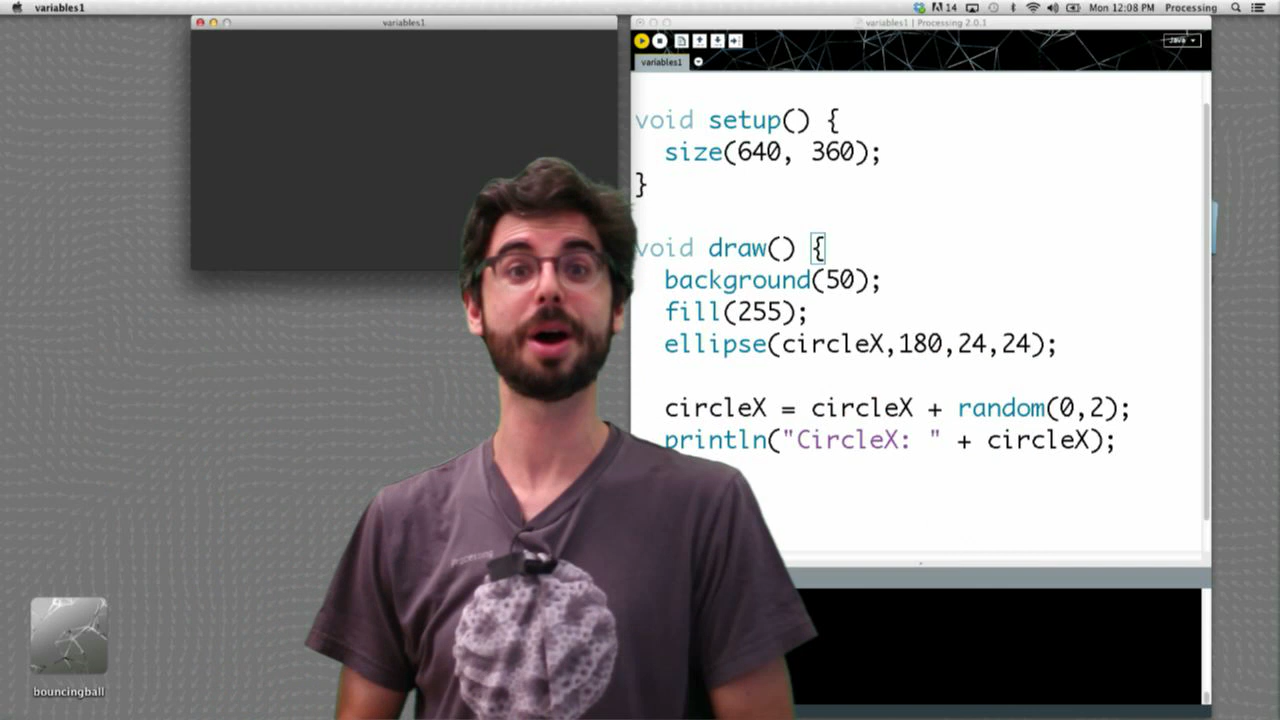 variables1
14
Mon 12:08 PM
Processing
variables1
variables1 | Processing 2.0.1
Java
variables1
void setup() {
size(640, 360);
}
void draw() {
background(50);
fill(255);
ellipse(circleX,180,24,24);
circleX = circleX + random(0,2);
println("CircleX: " + circleX);
Processing
bouncingball